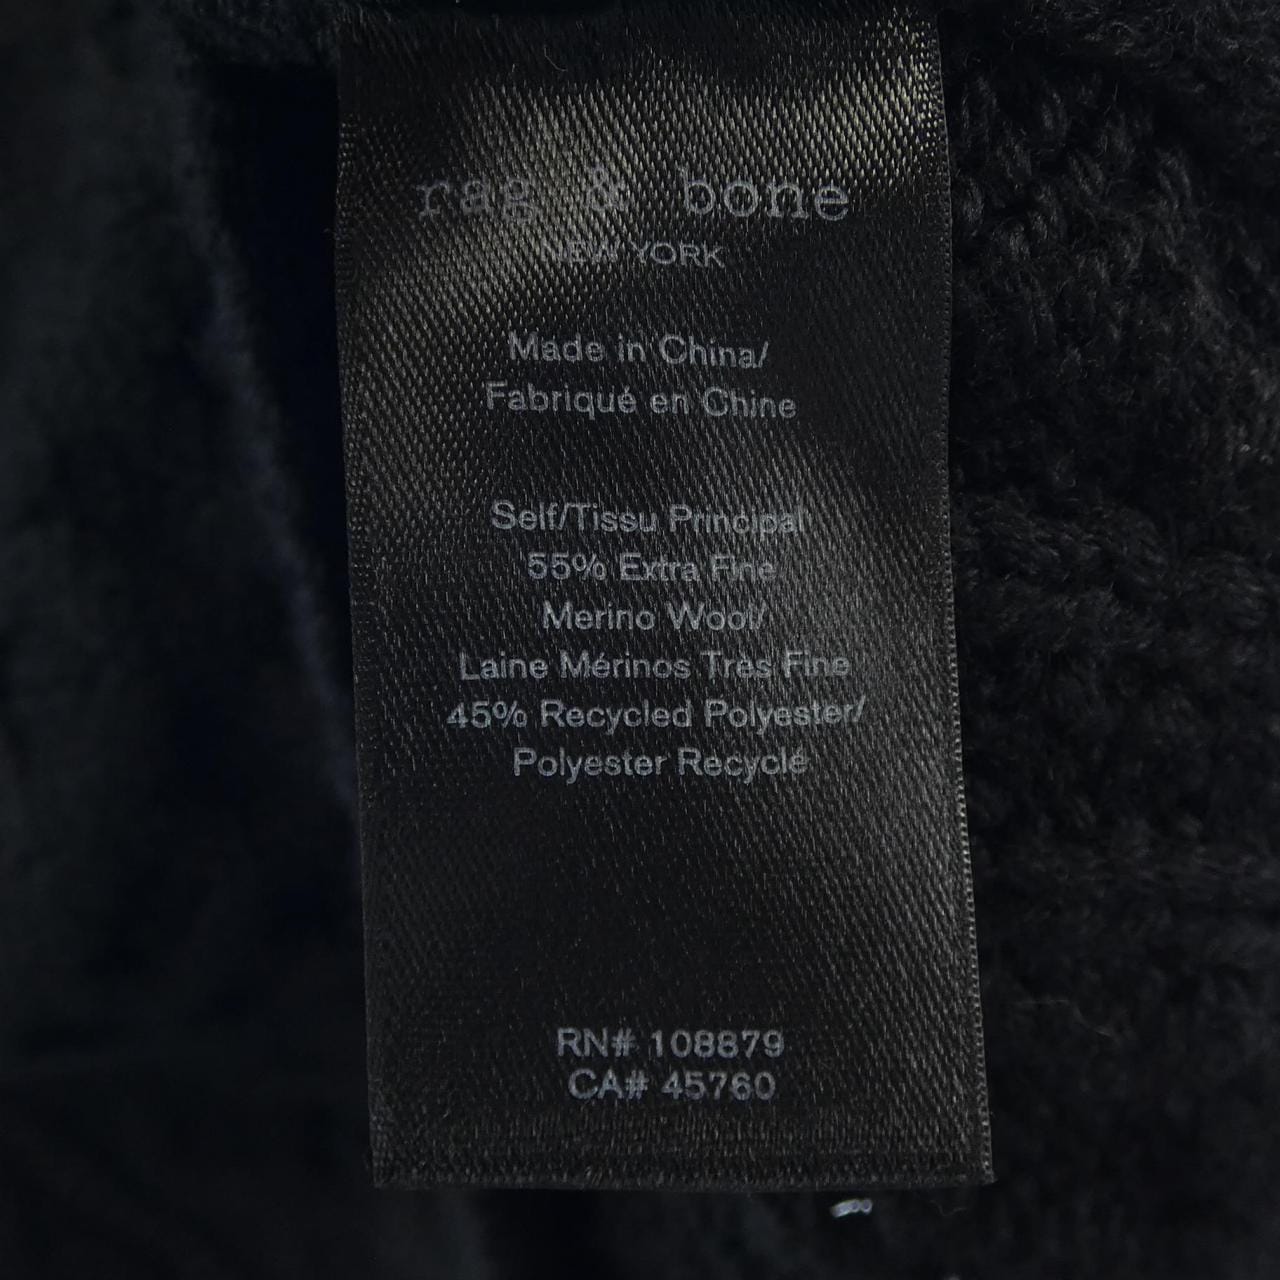 rag & bone
NEW YORK
Made in China/
Fabriqué en Chine
Self/Tissu Principal
55% Extra Fine
Merino Wool/
Laine Mérinos Très Fine
45% Recycled Polyester/
Polyester Recyclé
RN# 108879
CA# 45760